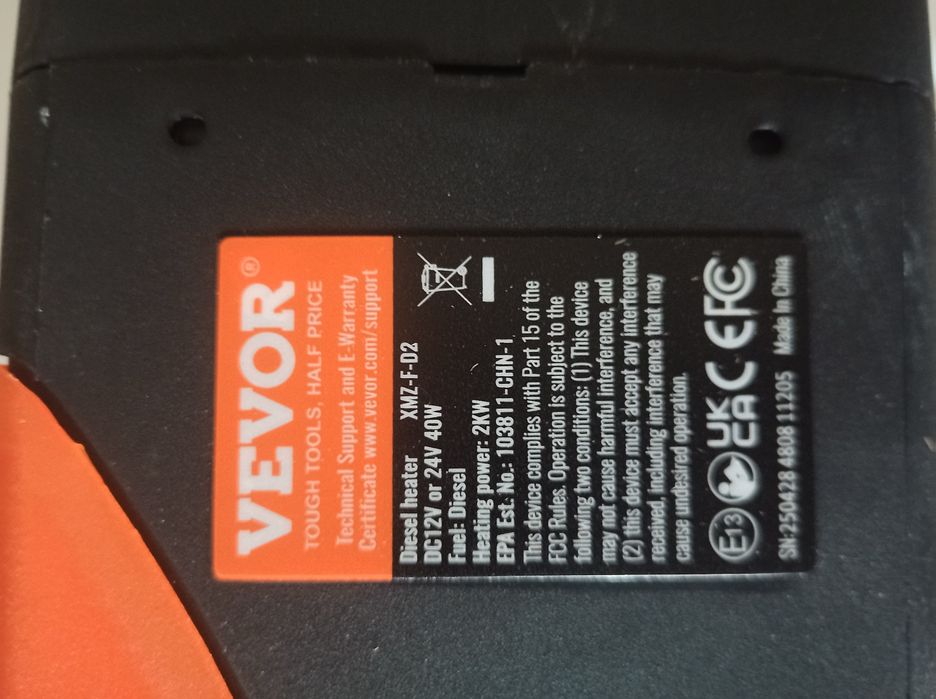 VEVOR®
TOUGH TOOLS, HALF PRICE
Technical Support and E-Warranty
Certificate www.vevor.com/support
Diesel heater XMZ-F-D2
DC12V or 24V 40W
Fuel: Diesel
Heating power: 2KW
EPA Est. No.: 103811-CHN-1
This device complies with Part 15 of the
FCC Rules. Operation is subject to the
following two conditions: (1) This device
may not cause harmful interference, and
(2) this device must accept any interference
received, including interference that may
cause undesired operation.
E13 UK CA CE FC
SN:250428 4808 11205 Made In China